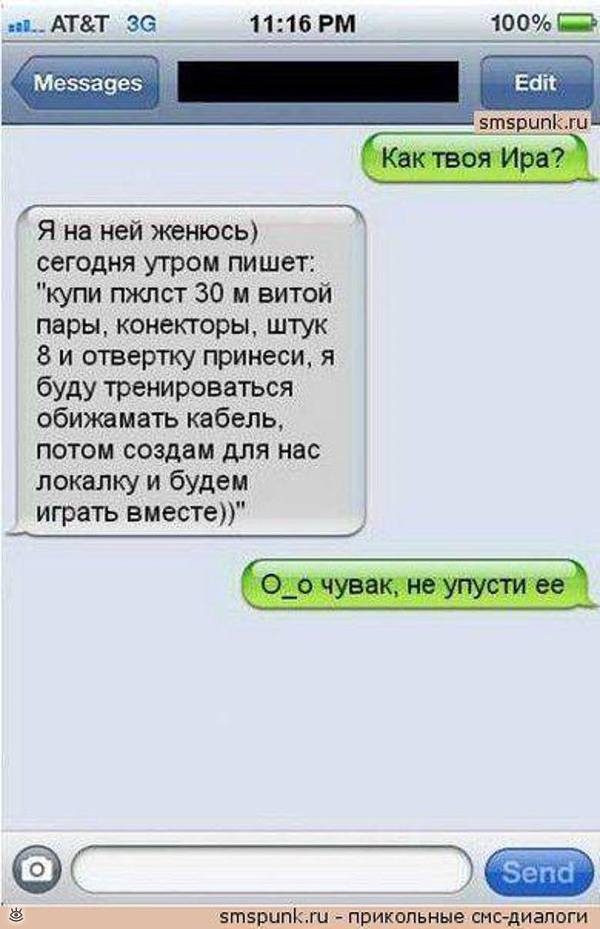 AT&T 3G 11:16 PM 100%
Messages Edit
smspunk.ru
Как твоя Ира?
Я на ней женюсь)
сегодня утром пишет:
"купи пжлст 30 м витой
пары, конекторы, штук
8 и отвертку принеси, я
буду тренироваться
обижамать кабель,
потом создам для нас
локалку и будем
играть вместе))"
О_о чувак, не упусти ее
Send
smspunk.ru - прикольные смс-диалоги